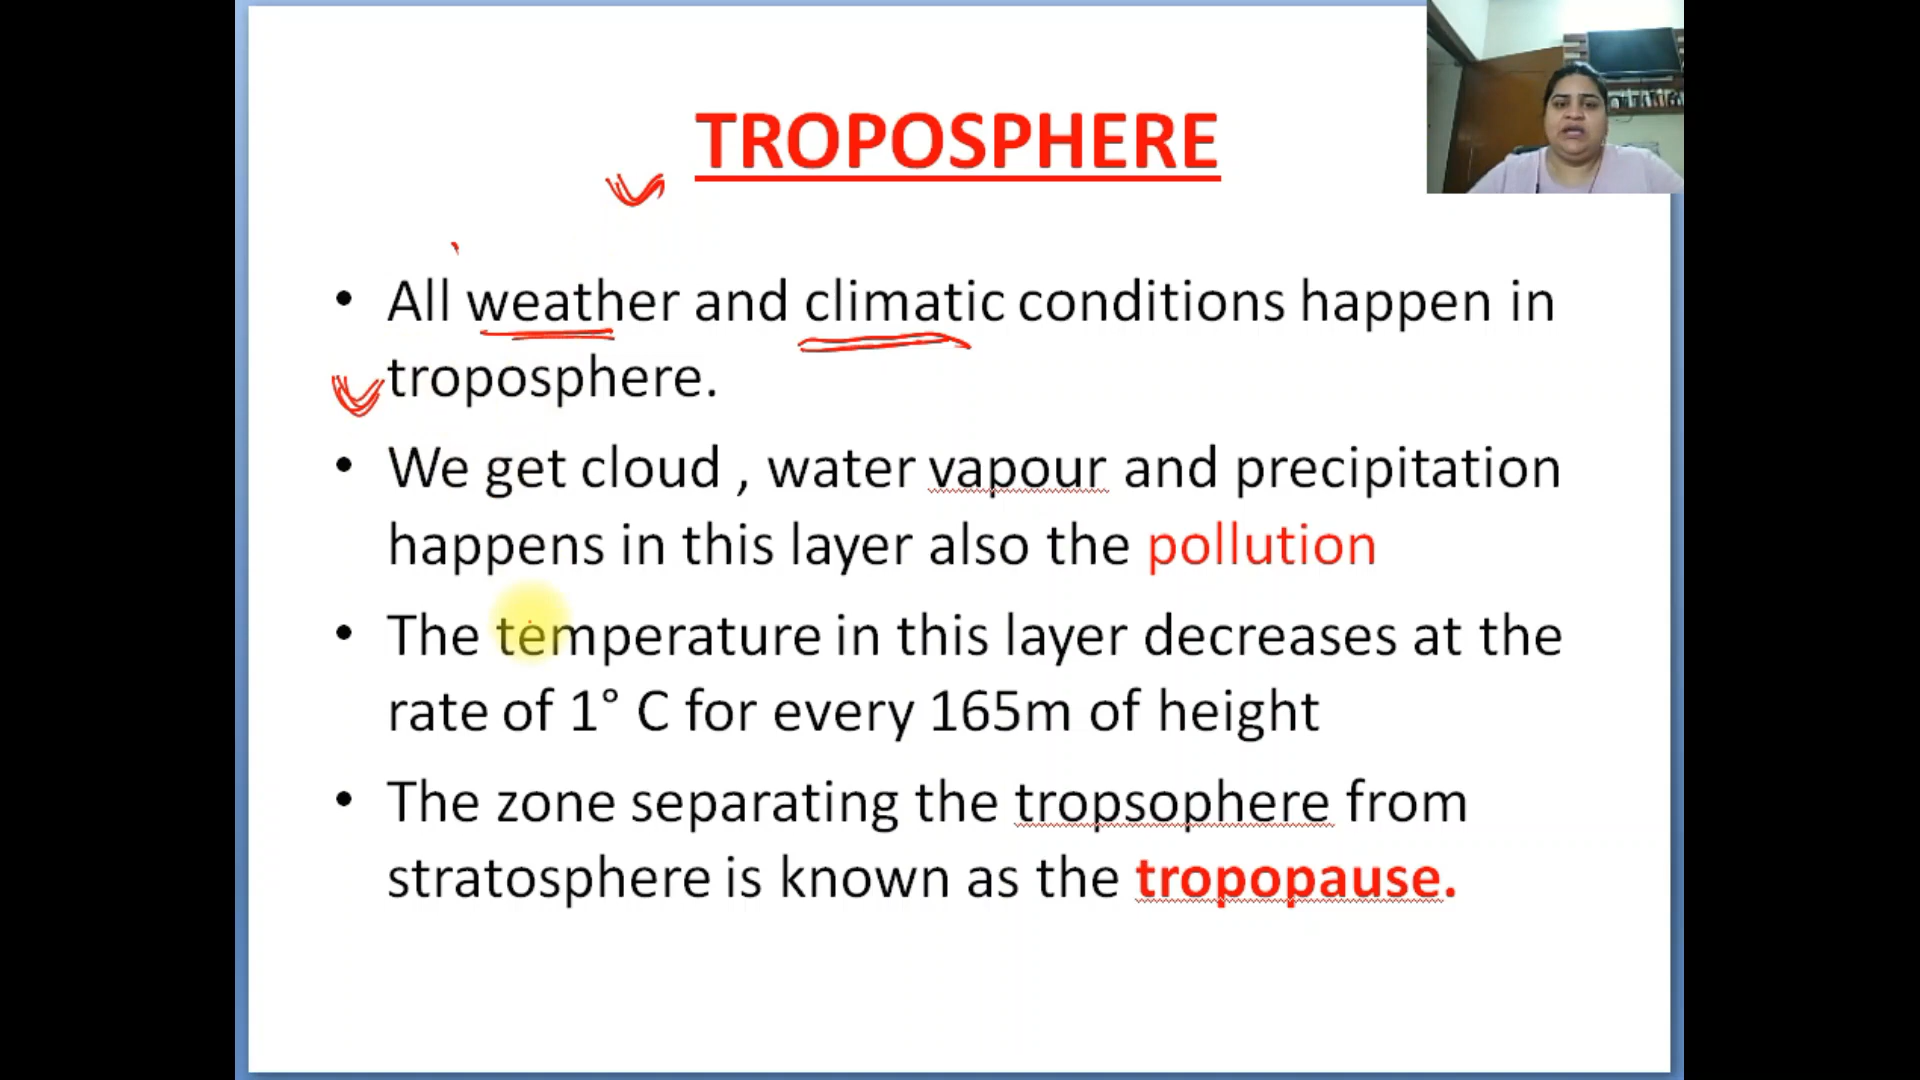 TROPOSPHERE
• All weather and climatic conditions happen in
troposphere.
• We get cloud , water vapour and precipitation
happens in this layer also the pollution
• The temperature in this layer decreases at the
rate of 1° C for every 165m of height
• The zone separating the tropsophere from
stratosphere is known as the tropopause.